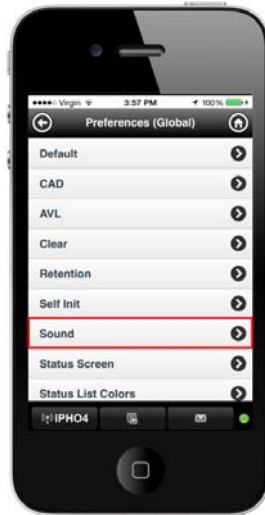 Virgin 3:57 PM 100%
Preferences (Global)
Default
CAD
AVL
Clear
Retention
Self Init
Sound
Status Screen
Status List Colors
IPHO4